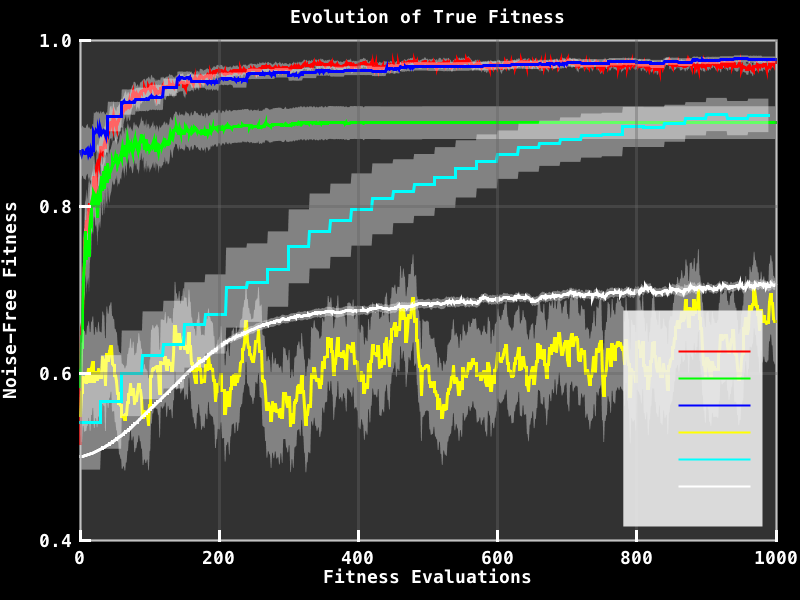 Evolution of True Fitness
1.0
0.8
0.6
0.4
Noise-Free Fitness
0 200 400 600 800 1000
Fitness Evaluations